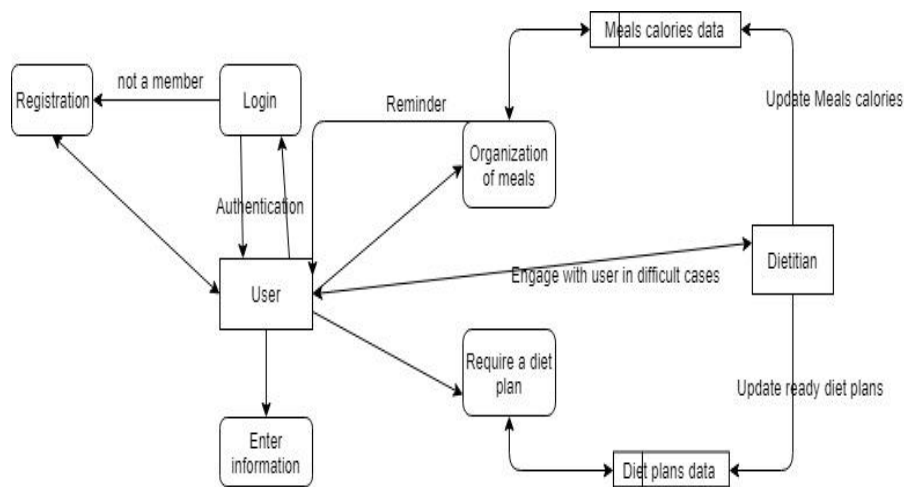 Meals calories data
not a member
Registration
Login
Reminder
Update Meals calories
Organization
of meals
Authentication
Dietitian
Engage with user in difficult cases
User
Require a diet
plan
Update ready diet plans
Enter
information
Diet plans data